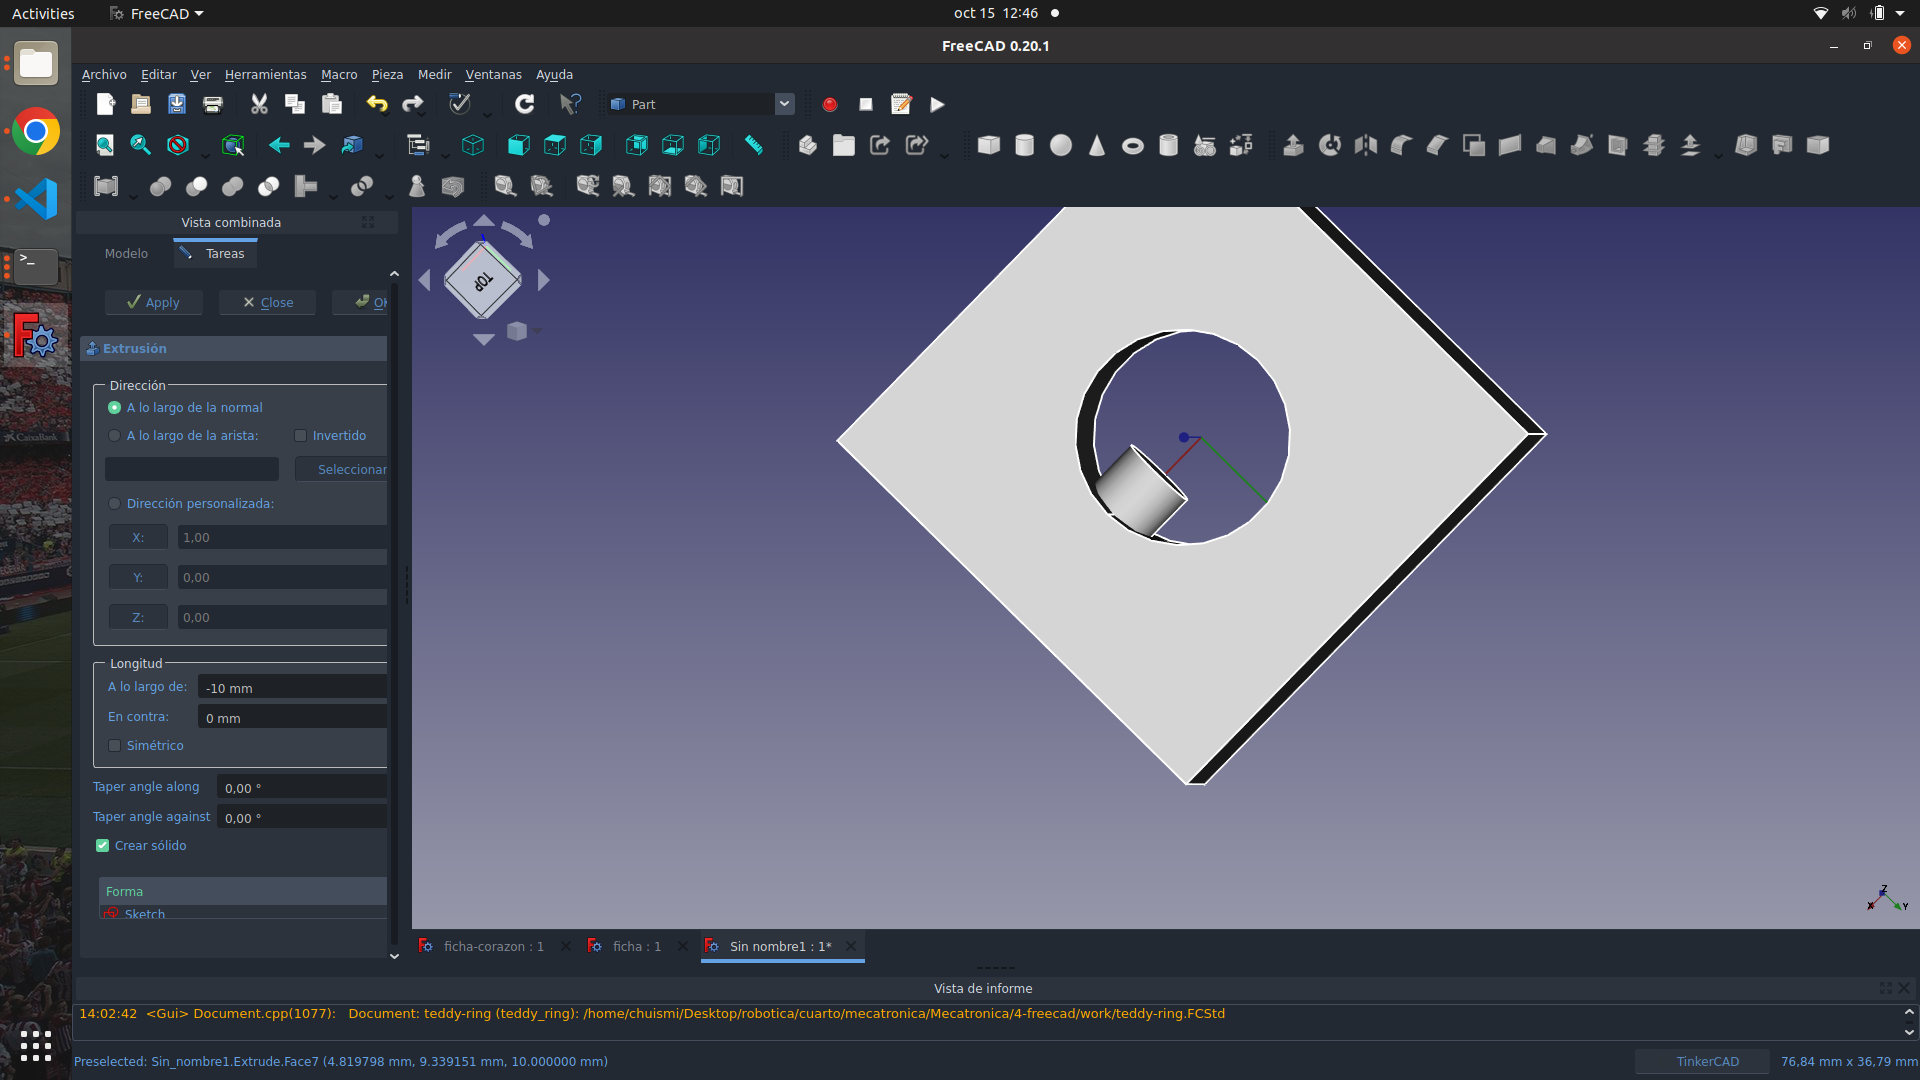 Activities
FreeCAD
oct 15 12:46
FreeCAD 0.20.1
Archivo Editar Ver Herramientas Macro Pieza Medir Ventanas Ayuda
Part
Vista combinada
Modelo
Tareas
Apply
Close
OK
Extrusión
Dirección
A lo largo de la normal
A lo largo de la arista:
Invertido
Seleccionar
Dirección personalizada:
X: 1,00
Y: 0,00
Z: 0,00
Longitud
A lo largo de: -10 mm
En contra: 0 mm
Simétrico
Taper angle along 0,00 °
Taper angle against 0,00 °
Crear sólido
Forma
Sketch
TOP
Z
X
Y
CaixaBank
ficha-corazon : 1
ficha : 1
Sin nombre1 : 1*
Vista de informe
14:02:42 <Gui> Document.cpp(1077): Document: teddy-ring (teddy_ring): /home/chuismi/Desktop/robotica/cuarto/mecatronica/Mecatronica/4-freecad/work/teddy-ring.FCStd
Preselected: Sin_nombre1.Extrude.Face7 (4.819798 mm, 9.339151 mm, 10.000000 mm)
TinkerCAD
76,84 mm x 36,79 mm